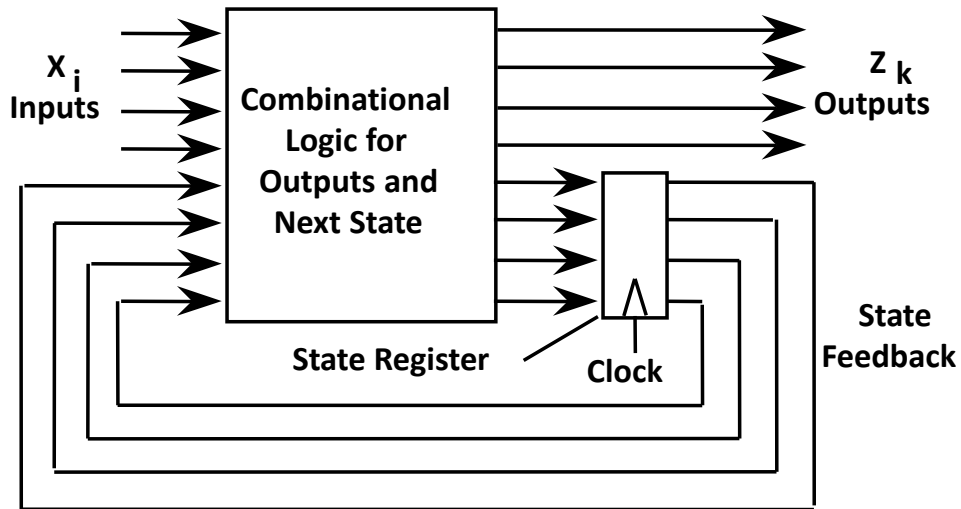 X i
Inputs
Combinational
Logic for
Outputs and
Next State
Z k
Outputs
State Register
Clock
State
Feedback